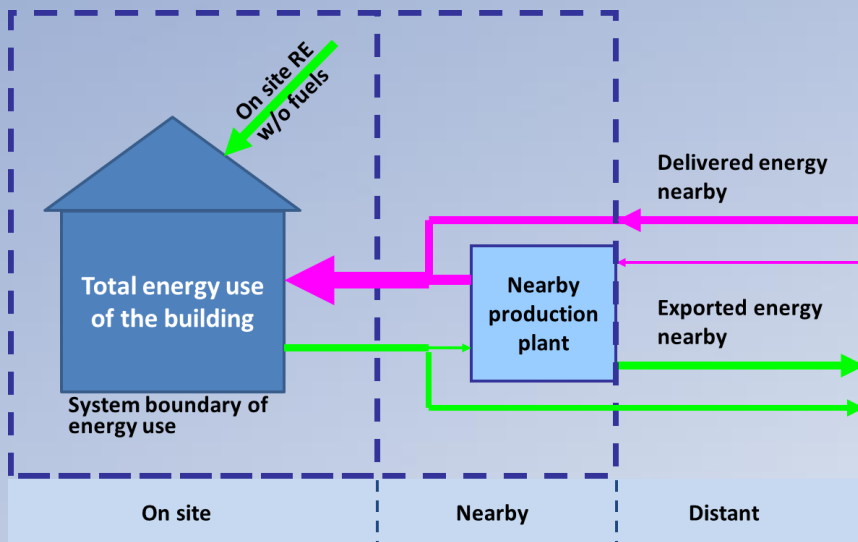 On site RE
w/o fuels
Delivered energy
nearby
Total energy use
of the building
Nearby
production
plant
Exported energy
nearby
System boundary of
energy use
On site
Nearby
Distant